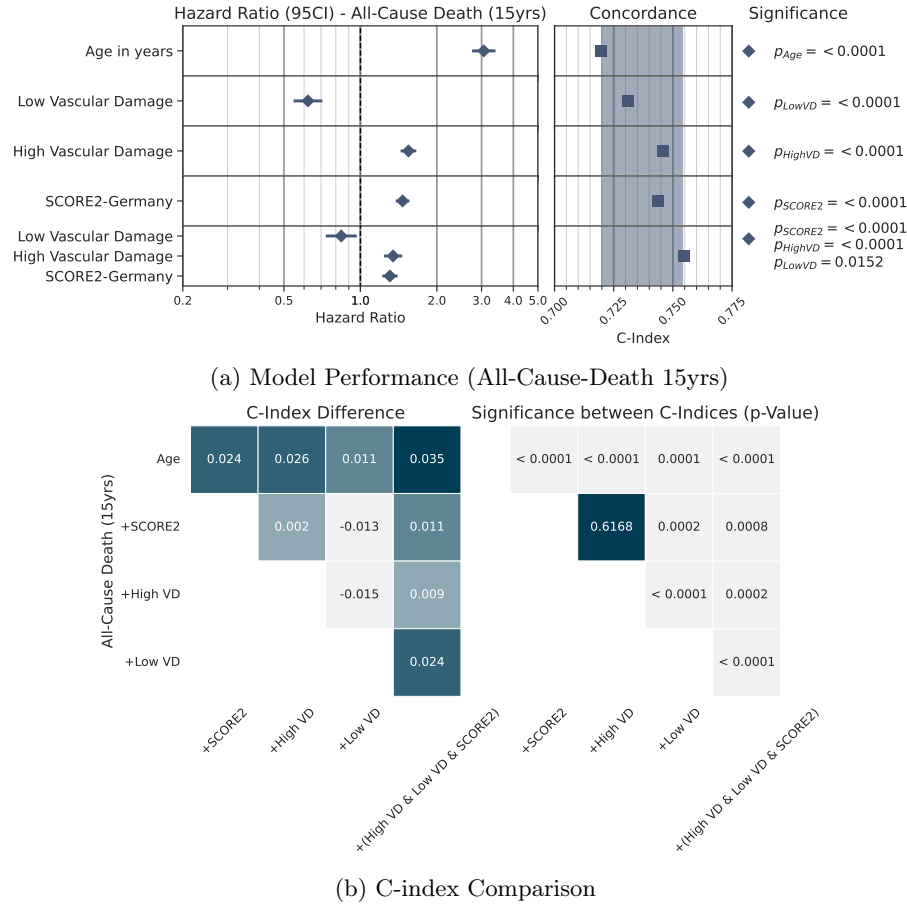 Hazard Ratio (95CI) - All-Cause Death (15yrs) Concordance Significance
Age in years p_Age = < 0.0001
Low Vascular Damage p_LowVD = < 0.0001
High Vascular Damage p_HighVD = < 0.0001
SCORE2-Germany p_SCORE2 = < 0.0001
Low Vascular Damage p_SCORE2 = < 0.0001
High Vascular Damage p_HighVD = < 0.0001
SCORE2-Germany p_LowVD = 0.0152
0.2 0.5 1.0 2.0 3.0 4.0 5.0 0.700 0.725 0.750 0.775
Hazard Ratio
C-Index
(a) Model Performance (All-Cause-Death 15yrs)
C-Index Difference Significance between C-Indices (p-Value)
All-Cause Death (15yrs)
Age 0.024 0.026 0.011 0.035 < 0.0001 < 0.0001 0.0001 < 0.0001
+SCORE2 0.002 -0.013 0.011 0.6168 0.0002 0.0008
+High VD -0.015 0.009 < 0.0001 0.0002
+Low VD 0.024 < 0.0001
+SCORE2 +High VD +Low VD +(High VD & Low VD & SCORE2) +SCORE2 +High VD +Low VD +(High VD & Low VD & SCORE2)
(b) C-index Comparison